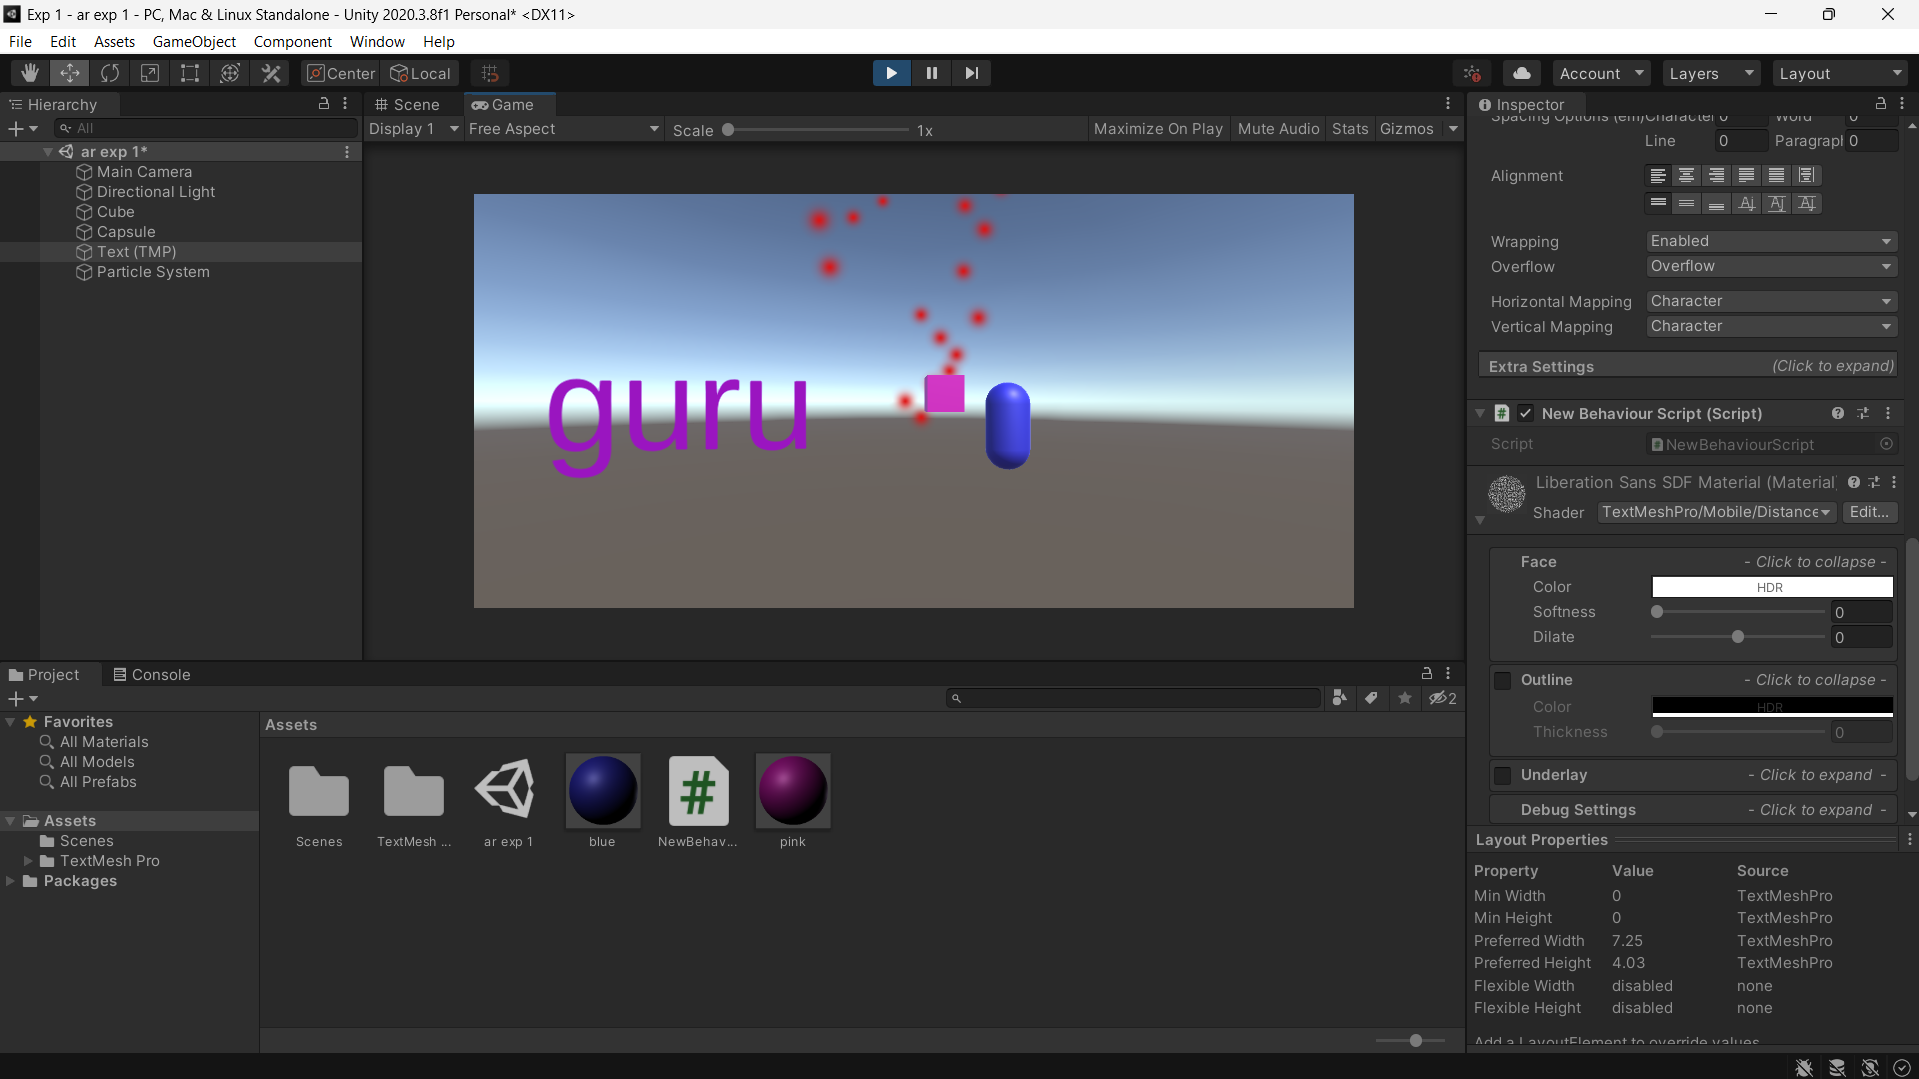 Exp 1 - ar exp 1 - PC, Mac & Linux Standalone - Unity 2020.3.8f1 Personal* <DX11>
File Edit Assets GameObject Component Window Help
Center Local Account Layers Layout
Hierarchy
All
ar exp 1*
Main Camera
Directional Light
Cube
Capsule
Text (TMP)
Particle System
Scene Game
Display 1 Free Aspect Scale 1x Maximize On Play Mute Audio Stats Gizmos
guru
Inspector
Spacing Options (em) Character 0 Word 0
Line 0 Paragrap 0
Alignment
Wrapping Enabled
Overflow Overflow
Horizontal Mapping Character
Vertical Mapping Character
Extra Settings (Click to expand)
# New Behaviour Script (Script)
Script NewBehaviourScript
Liberation Sans SDF Material (Material)
Shader TextMeshPro/Mobile/Distance Edit...
Face - Click to collapse -
Color HDR
Softness 0
Dilate 0
Outline - Click to collapse -
Color HDR
Thickness 0
Underlay - Click to expand -
Debug Settings - Click to expand -
Layout Properties
Property Value Source
Min Width 0 TextMeshPro
Min Height 0 TextMeshPro
Preferred Width 7.25 TextMeshPro
Preferred Height 4.03 TextMeshPro
Flexible Width disabled none
Flexible Height disabled none
Add a LayoutElement to override values
Project Console
2
Favorites
All Materials
All Models
All Prefabs
Assets
Scenes
TextMesh Pro
Packages
Assets
#
Scenes TextMesh ... ar exp 1 blue NewBehav... pink